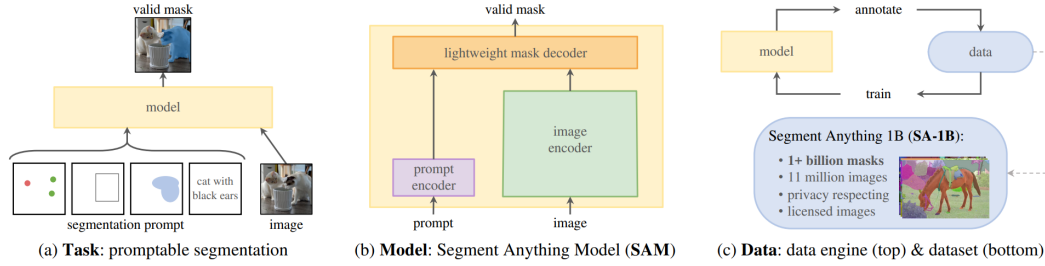 valid mask
model
cat with
black ears
segmentation prompt
image
(a) Task: promptable segmentation
valid mask
lightweight mask decoder
image
encoder
prompt
encoder
prompt
image
(b) Model: Segment Anything Model (SAM)
annotate
model
data
train
Segment Anything 1B (SA-1B):
• 1+ billion masks
• 11 million images
• privacy respecting
• licensed images
(c) Data: data engine (top) & dataset (bottom)